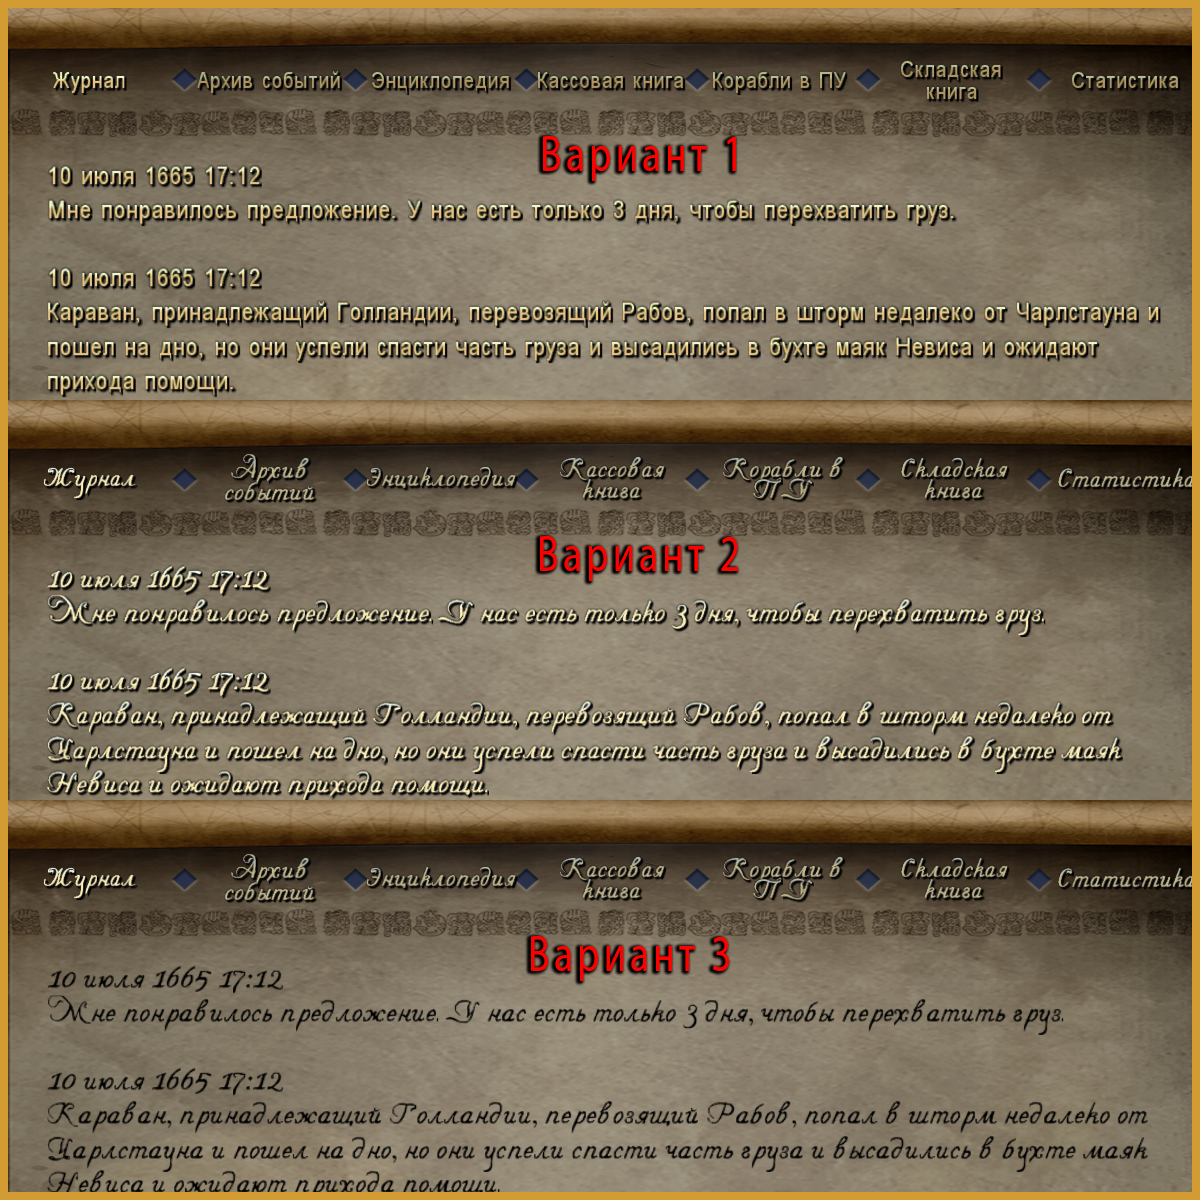 Журнал Архив событий Энциклопедия Кассовая книга Корабли в ПУ Складская книга Статистика
Вариант 1
10 июля 1665 17:12
Мне понравилось предложение. У нас есть только 3 дня, чтобы перехватить груз.
10 июля 1665 17:12
Караван, принадлежащий Голландии, перевозящий Рабов, попал в шторм недалеко от Чарлстауна и
пошел на дно, но они успели спасти часть груза и высадились в бухте маяк Невиса и ожидают
прихода помощи.
Журнал Архив событий Энциклопедия Кассовая книга Корабли в ПУ Складская книга Статистика
Вариант 2
10 июля 1665 17:12
Мне понравилось предложение. У нас есть только 3 дня, чтобы перехватить груз.
10 июля 1665 17:12
Караван, принадлежащий Голландии, перевозящий Рабов, попал в шторм недалеко от
Чарлстауна и пошел на дно, но они успели спасти часть груза и высадились в бухте маяк
Невиса и ожидают прихода помощи.
Журнал Архив событий Энциклопедия Кассовая книга Корабли в ПУ Складская книга Статистика
Вариант 3
10 июля 1665 17:12
Мне понравилось предложение. У нас есть только 3 дня, чтобы перехватить груз.
10 июля 1665 17:12
Караван, принадлежащий Голландии, перевозящий Рабов, попал в шторм недалеко от
Чарлстауна и пошел на дно, но они успели спасти часть груза и высадились в бухте маяк
Невиса и ожидают прихода помощи.